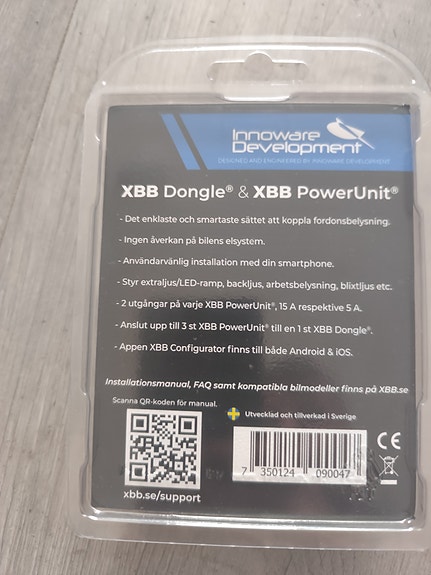 Innoware
Development
DESIGNED AND ENGINEERED BY INNOWARE DEVELOPMENT
XBB Dongle® & XBB PowerUnit®
- Det enklaste och smartaste sättet att koppla fordonsbelysning.
- Ingen åverkan på bilens elsystem.
- Användarvänlig installation med din smartphone.
- Styr extraljus/LED-ramp, backljus, arbetsbelysning, blixtljus etc.
- 2 utgångar på varje XBB PowerUnit®, 15 A respektive 5 A.
- Anslut upp till 3 st XBB PowerUnit® till en 1 st XBB Dongle®.
- Appen XBB Configurator finns till både Android & iOS.
Installationsmanual, FAQ samt kompatibla bilmodeller finns på XBB.se
Scanna QR-koden för manual.
Utvecklad och tillverkad i Sverige
CE
7 350124 090047
xbb.se/support